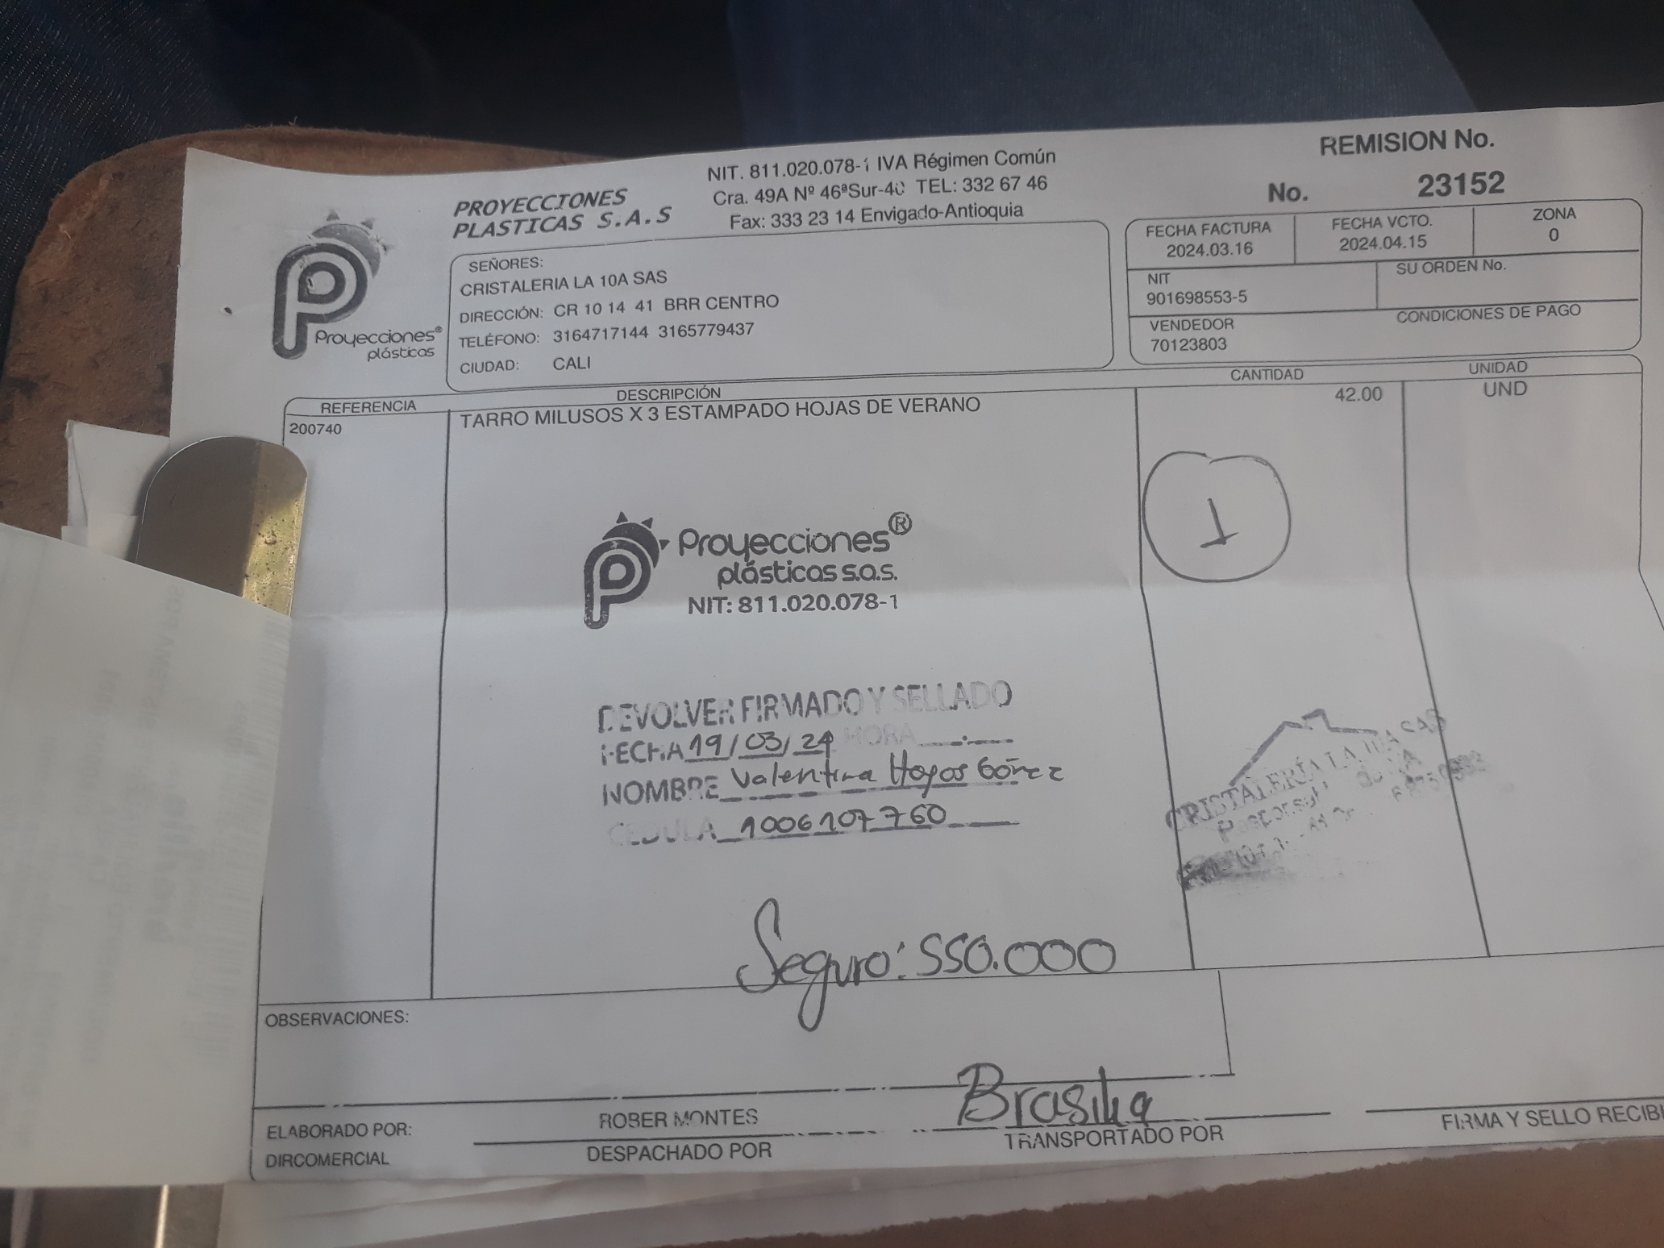 REMISION No.
NIT. 811.020.078-1 IVA Régimen Común
PROYECCIONES
PLASTICAS S.A.S
Cra. 49A Nº 46ªSur-40 TEL: 332 67 46
Fax: 333 23 14 Envigado-Antioquia
No. 23152
Proyecciones®
plásticas
SEÑORES:
CRISTALERIA LA 10A SAS
DIRECCIÓN: CR 10 14 41 BRR CENTRO
TELÉFONO: 3164717144 3165779437
CIUDAD: CALI
FECHA FACTURA
2024.03.16
FECHA VCTO.
2024.04.15
ZONA
0
NIT
901698553-5
SU ORDEN No.
VENDEDOR
70123803
CONDICIONES DE PAGO
REFERENCIA DESCRIPCIÓN CANTIDAD UNIDAD
200740 TARRO MILUSOS X 3 ESTAMPADO HOJAS DE VERANO 42.00 UND
1
Proyecciones®
plásticas s.a.s.
NIT: 811.020.078-1
DEVOLVER FIRMADO Y SELLADO
FECHA 19/03/24 HORA
NOMBRE Valentina Hoyos Gómez
CEDULA 1006107760
CRISTALERÍA LA
Seguro: 550.000
OBSERVACIONES:
ELABORADO POR:
DIRCOMERCIAL
ROBER MONTES
DESPACHADO POR
Brasilia
TRANSPORTADO POR
FIRMA Y SELLO RECIBI